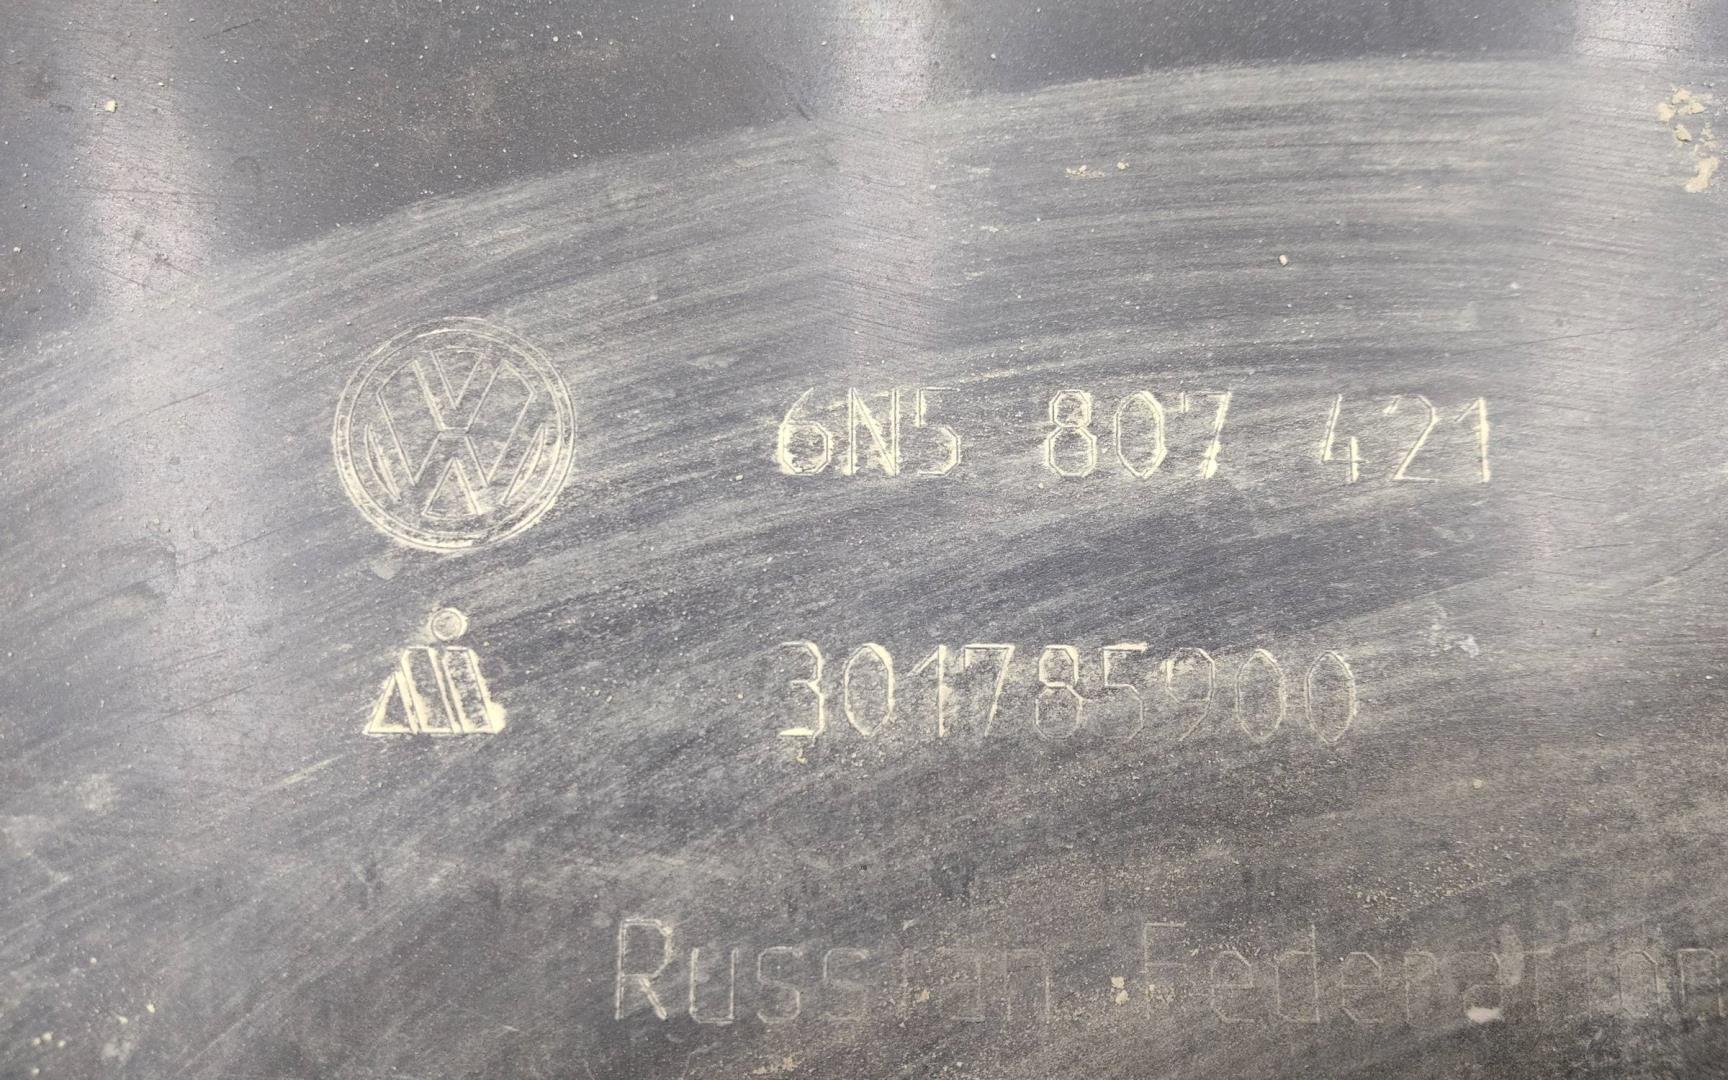 6N5 807 421
301785900
Russian Federation